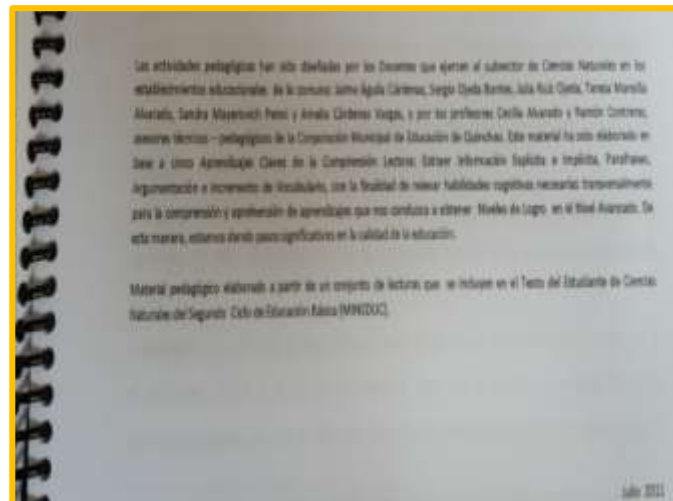 Las actividades pedagógicas han sido diseñadas por los Docentes que ejercen el subsector de Ciencias Naturales en los
establecimientos educacionales de la comuna: Jaime Águila Cárdenas, Sergio Ojeda Barría, Julia Ruiz Ojeda, Teresa Mansilla
Alvarado, Sandra Mayorovich Pérez y Amelia Cárdenas Vargas, y por los profesores Cecilia Alvarado y Ramón Contreras,
asesores técnicos – pedagógicos de la Corporación Municipal de Educación de Quinchao. Este material ha sido elaborado en
base a cinco Aprendizajes Claves de la Comprensión Lectora: Extraer Información Explícita e Implícita, Parafraseo,
Argumentación e Incremento de Vocabulario, con la finalidad de relevar habilidades cognitivas necesarias transversalmente
para la comprensión y aprehensión de aprendizajes que nos conduzca a obtener Niveles de Logro en el Nivel Avanzado. De
esta manera, estamos dando pasos significativos en la calidad de la educación.
Material pedagógico elaborado a partir de un conjunto de lecturas que se incluyen en el Texto del Estudiante de Ciencias
Naturales del Segundo Ciclo de Educación Básica (MINEDUC).
Julio 2011